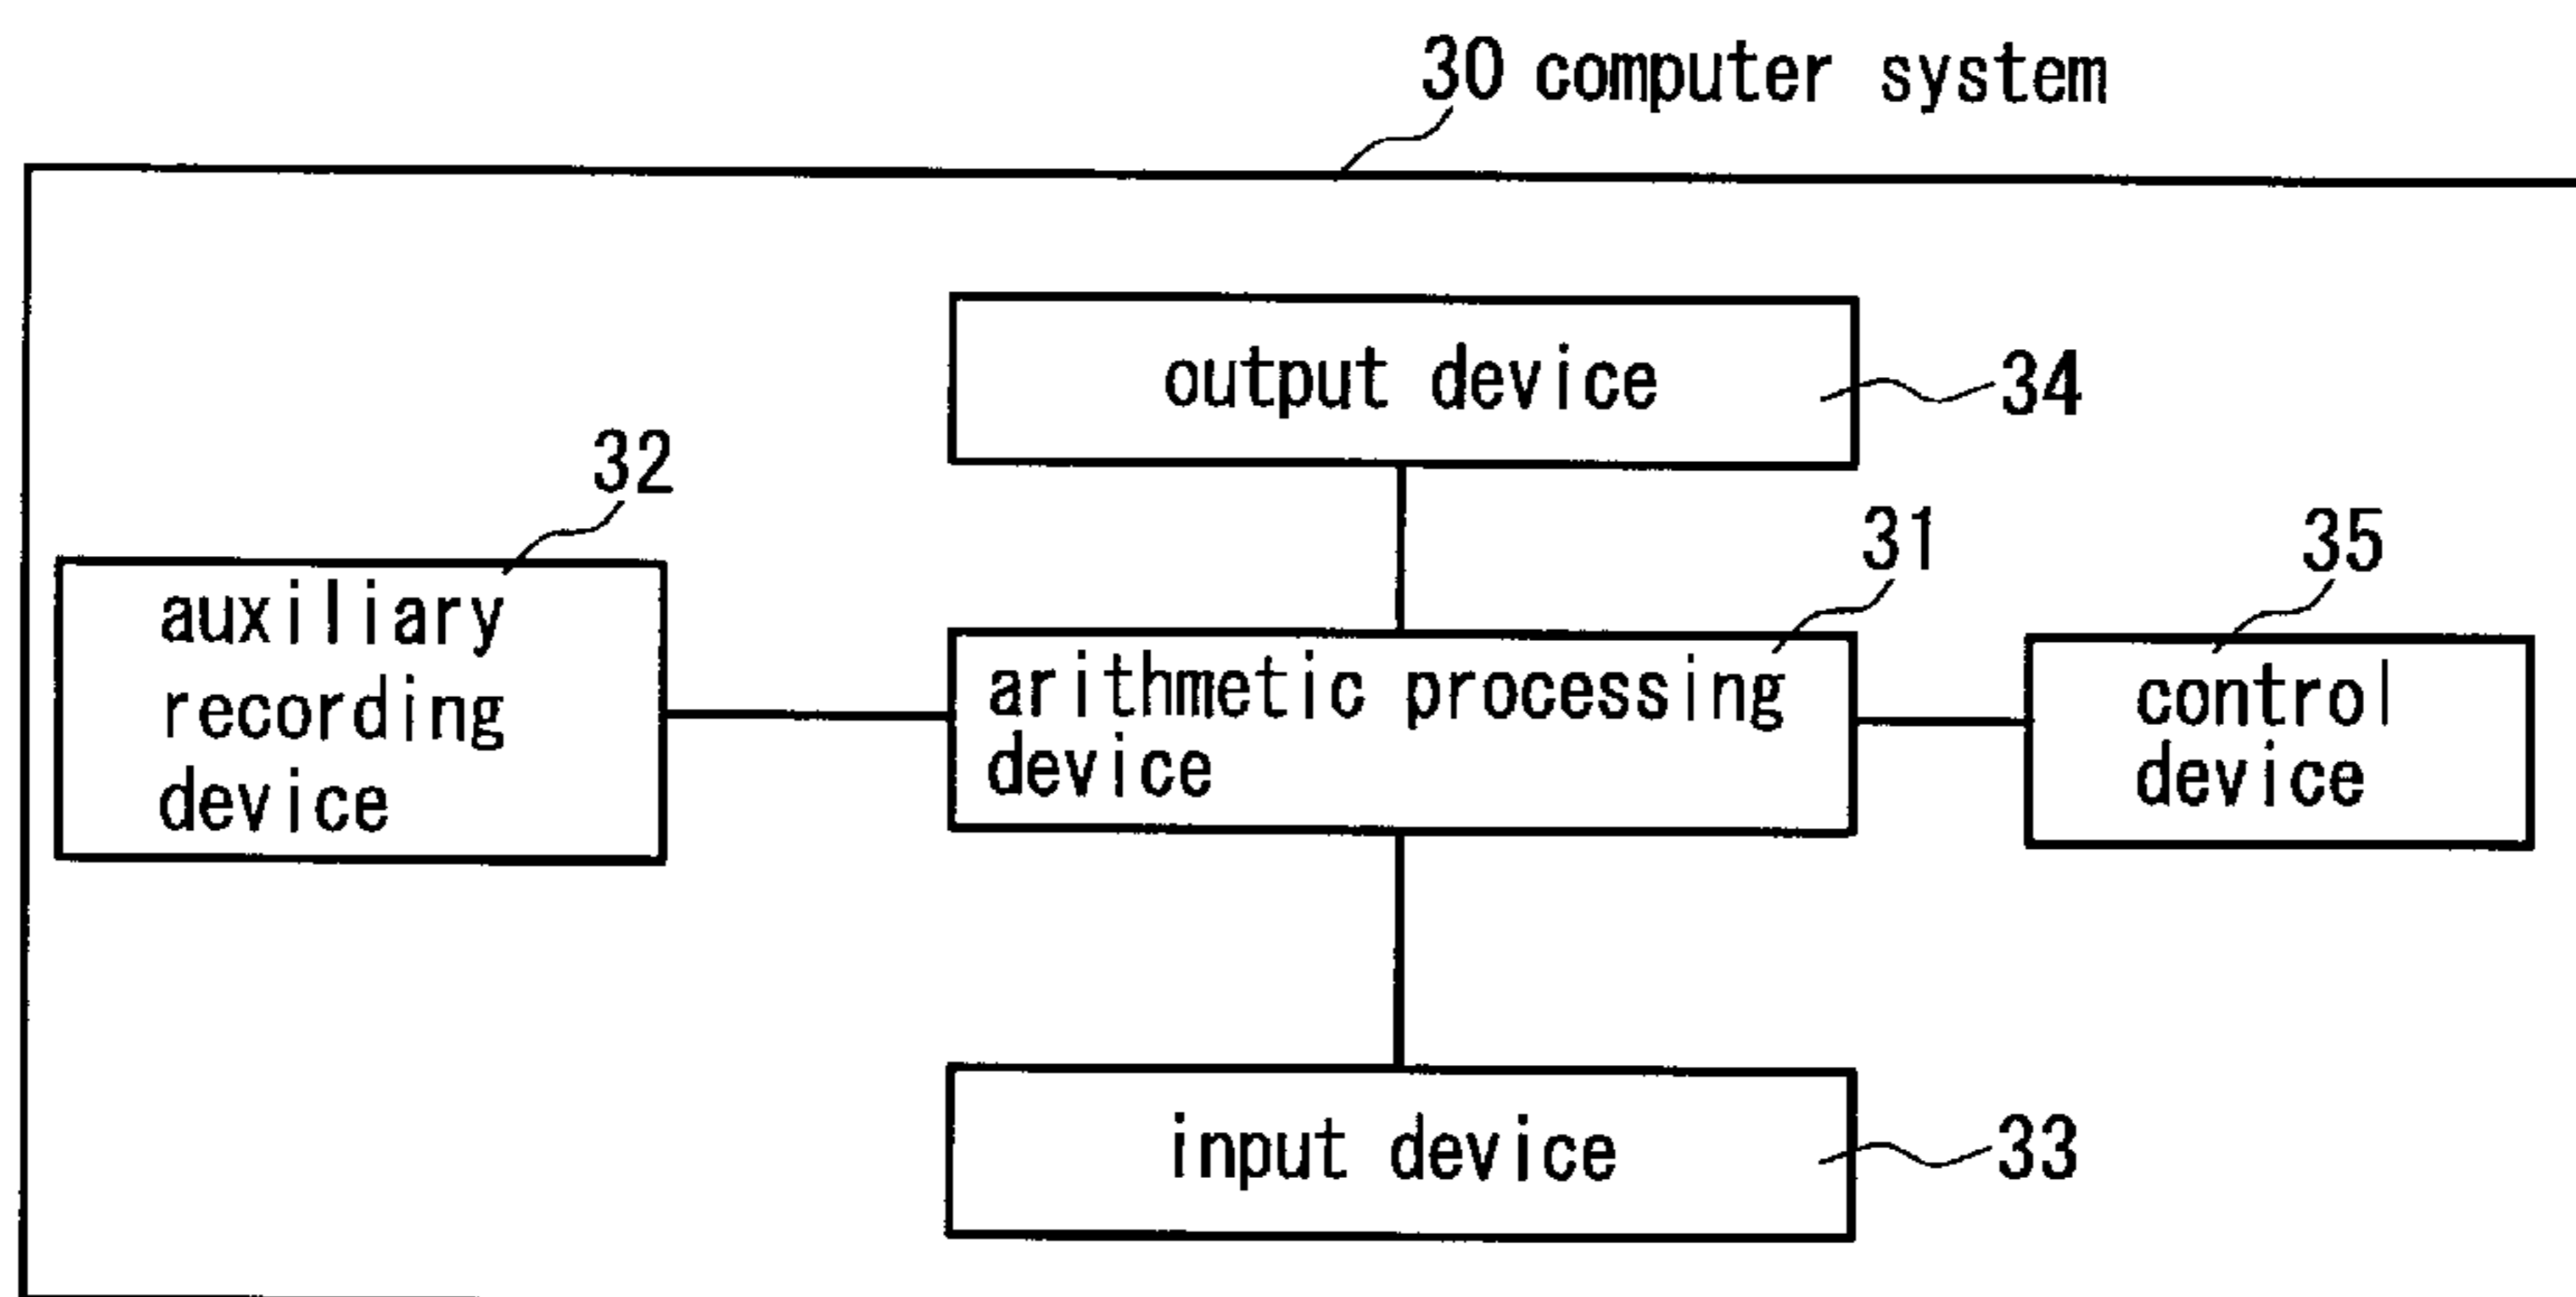 30 computer system
output device
34
32
auxiliary
recording
device
31
arithmetic processing
device
35
control
device
input device
33